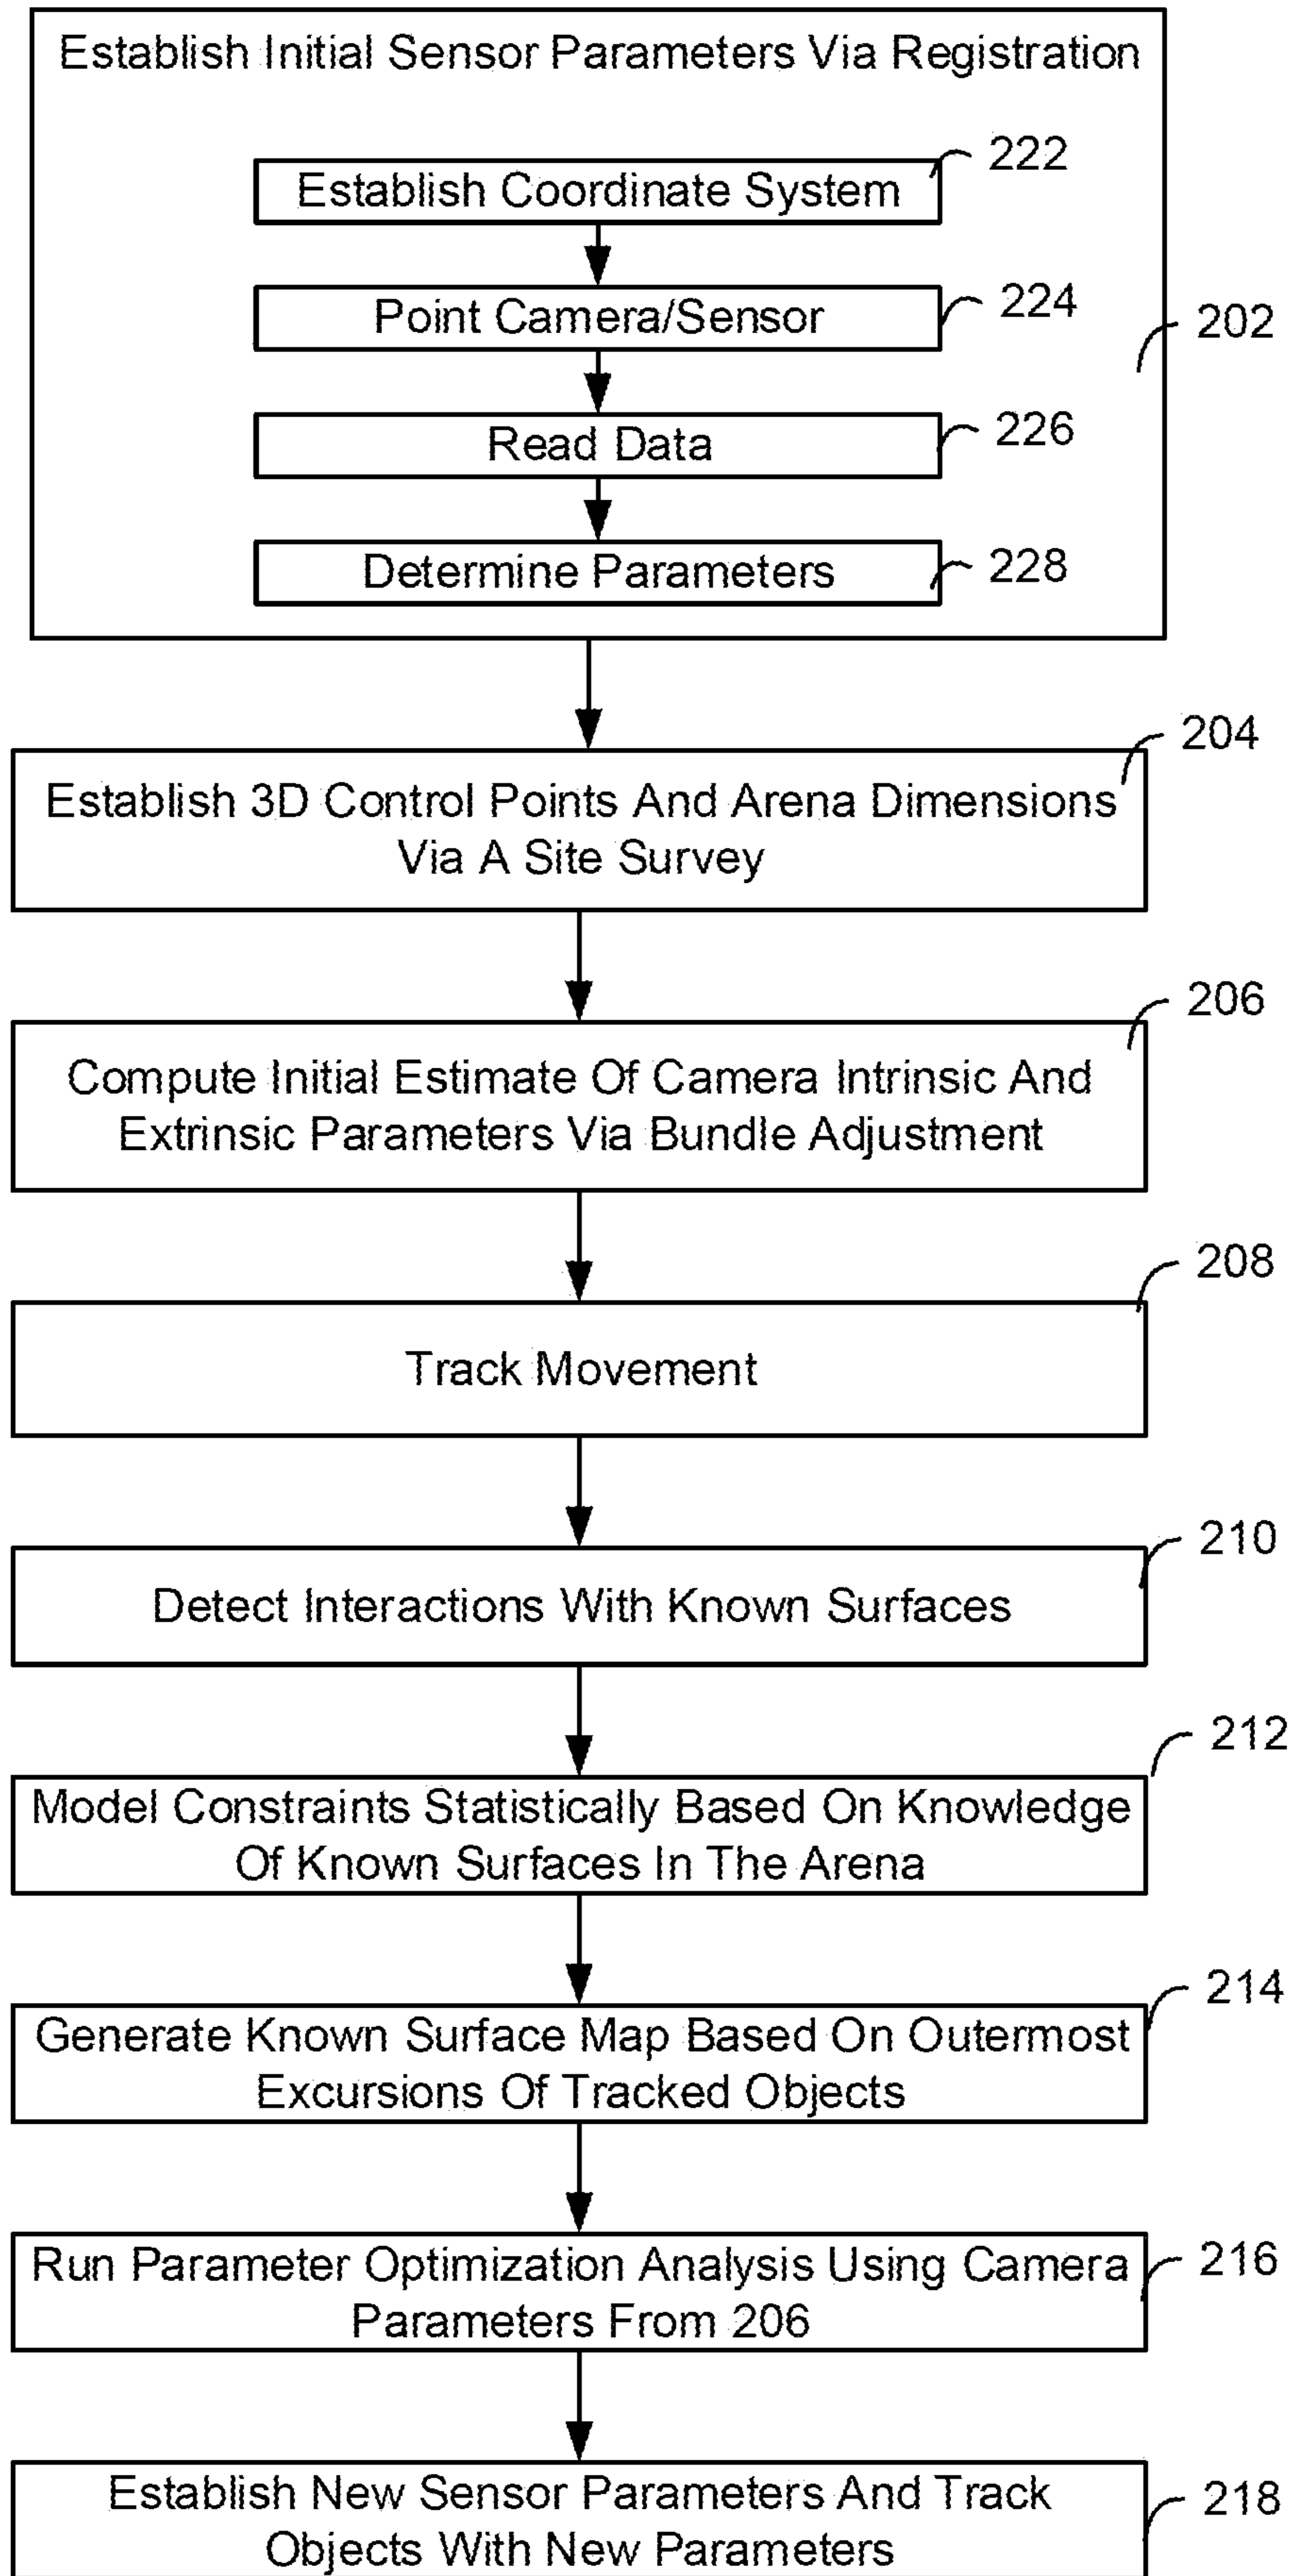 Establish Initial Sensor Parameters Via Registration
222
Establish Coordinate System
224
Point Camera/Sensor
202
226
Read Data
228
Determine Parameters
204
Establish 3D Control Points And Arena Dimensions
Via A Site Survey
206
Compute Initial Estimate Of Camera Intrinsic And
Extrinsic Parameters Via Bundle Adjustment
208
Track Movement
210
Detect Interactions With Known Surfaces
212
Model Constraints Statistically Based On Knowledge
Of Known Surfaces In The Arena
214
Generate Known Surface Map Based On Outermost
Excursions Of Tracked Objects
216
Run Parameter Optimization Analysis Using Camera
Parameters From 206
218
Establish New Sensor Parameters And Track
Objects With New Parameters